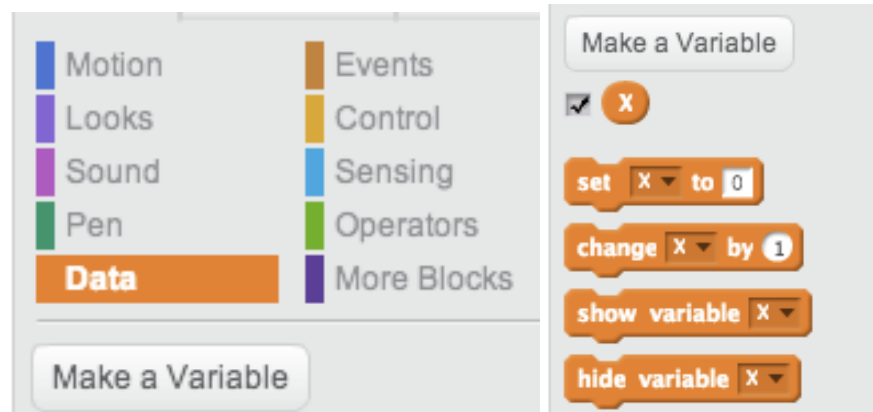 Motion Events
Looks Control
Sound Sensing
Pen Operators
Data More Blocks
Make a Variable
Make a Variable
X
set X to 0
change X by 1
show variable X
hide variable X